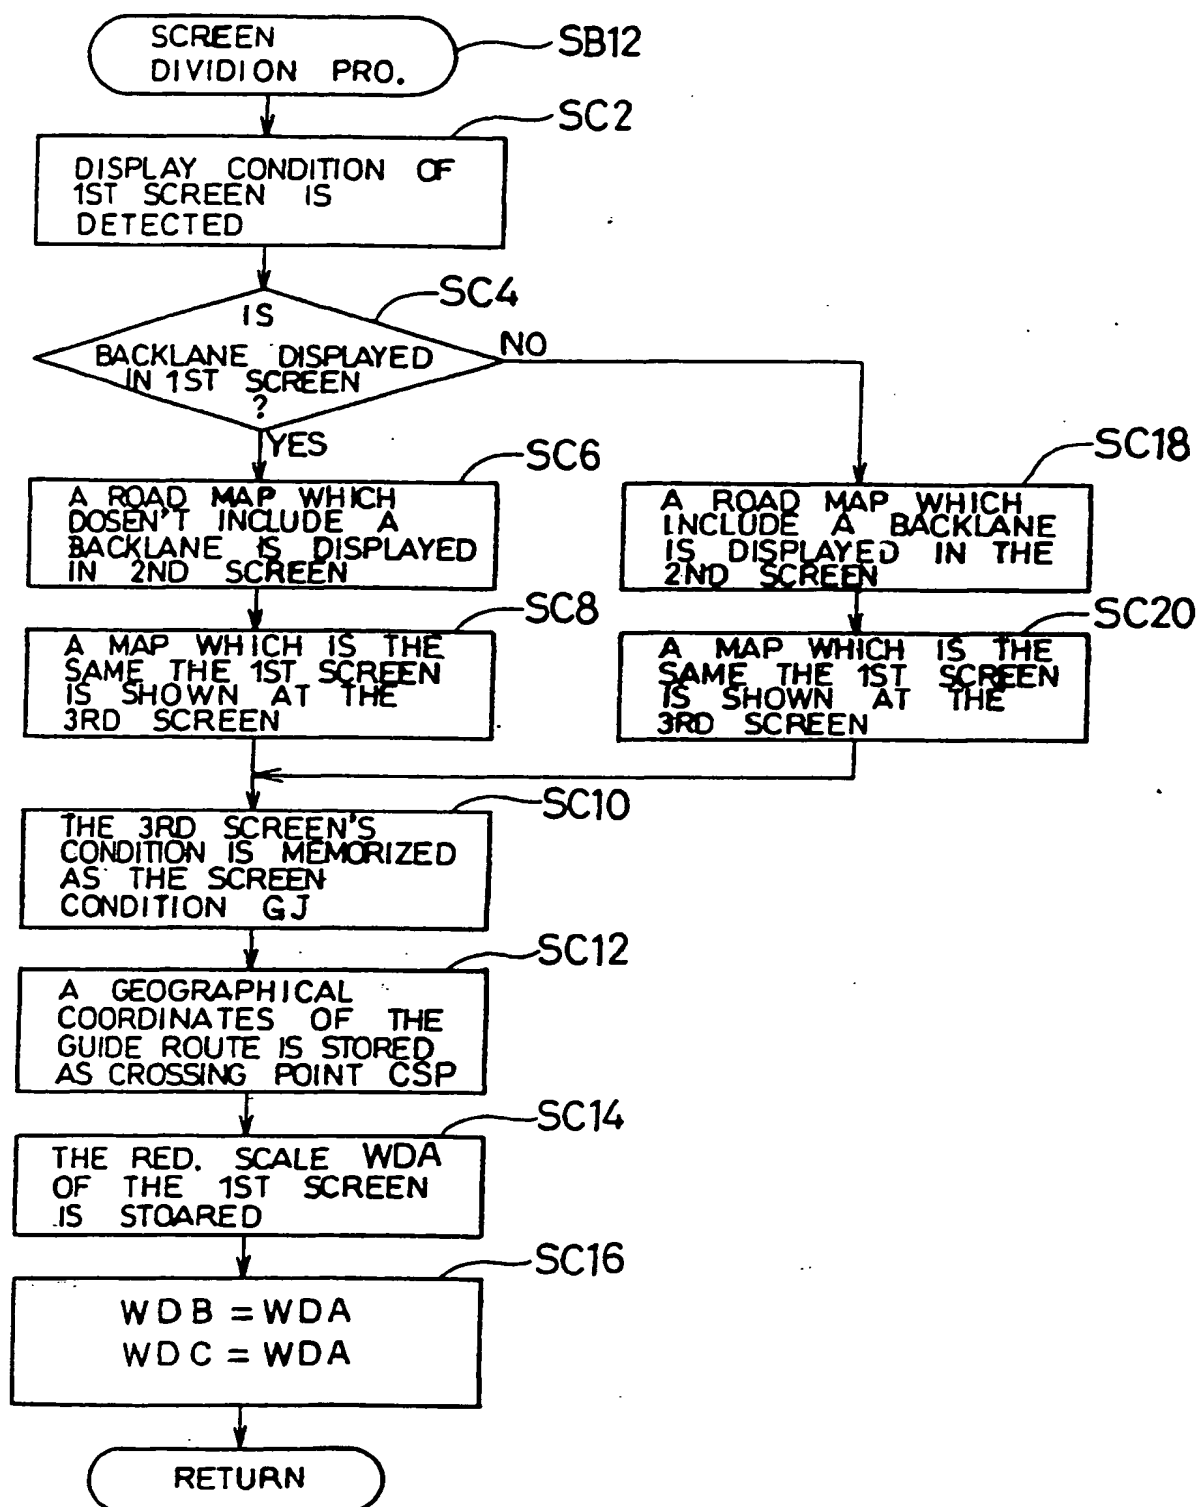 SCREEN
DIVIDION PRO.
SB12
SC2
DISPLAY CONDITION OF
1ST SCREEN IS
DETECTED
SC4
IS
BACKLANE DISPLAYED
IN 1ST SCREEN
?
NO
YES
SC6
A ROAD MAP WHICH
DOSEN'T INCLUDE A
BACKLANE IS DISPLAYED
IN 2ND SCREEN
SC18
A ROAD MAP WHICH
INCLUDE A BACKLANE
IS DISPLAYED IN THE
2ND SCREEN
SC8
A MAP WHICH IS THE
SAME THE 1ST SCREEN
IS SHOWN AT THE
3RD SCREEN
SC20
A MAP WHICH IS THE
SAME THE 1ST SCREEN
IS SHOWN AT THE
3RD SCREEN
SC10
THE 3RD SCREEN'S
CONDITION IS MEMORIZED
AS THE SCREEN
CONDITION GJ
SC12
A GEOGRAPHICAL
COORDINATES OF THE
GUIDE ROUTE IS STORED
AS CROSSING POINT CSP
SC14
THE RED. SCALE WDA
OF THE 1ST SCREEN
IS STOARED
SC16
WDB = WDA
WDC = WDA
RETURN